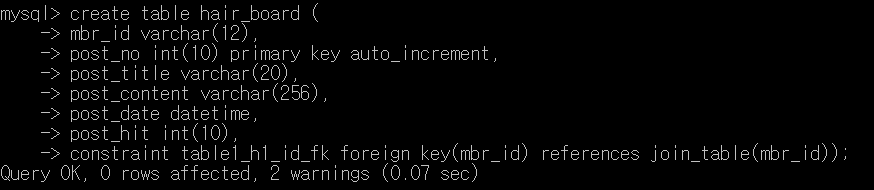 mysql> create table hair_board (
-> mbr_id varchar(12),
-> post_no int(10) primary key auto_increment,
-> post_title varchar(20),
-> post_content varchar(256),
-> post_date datetime,
-> post_hit int(10),
-> constraint table1_h1_id_fk foreign key(mbr_id) references join_table(mbr_id));
Query OK, 0 rows affected, 2 warnings (0.07 sec)